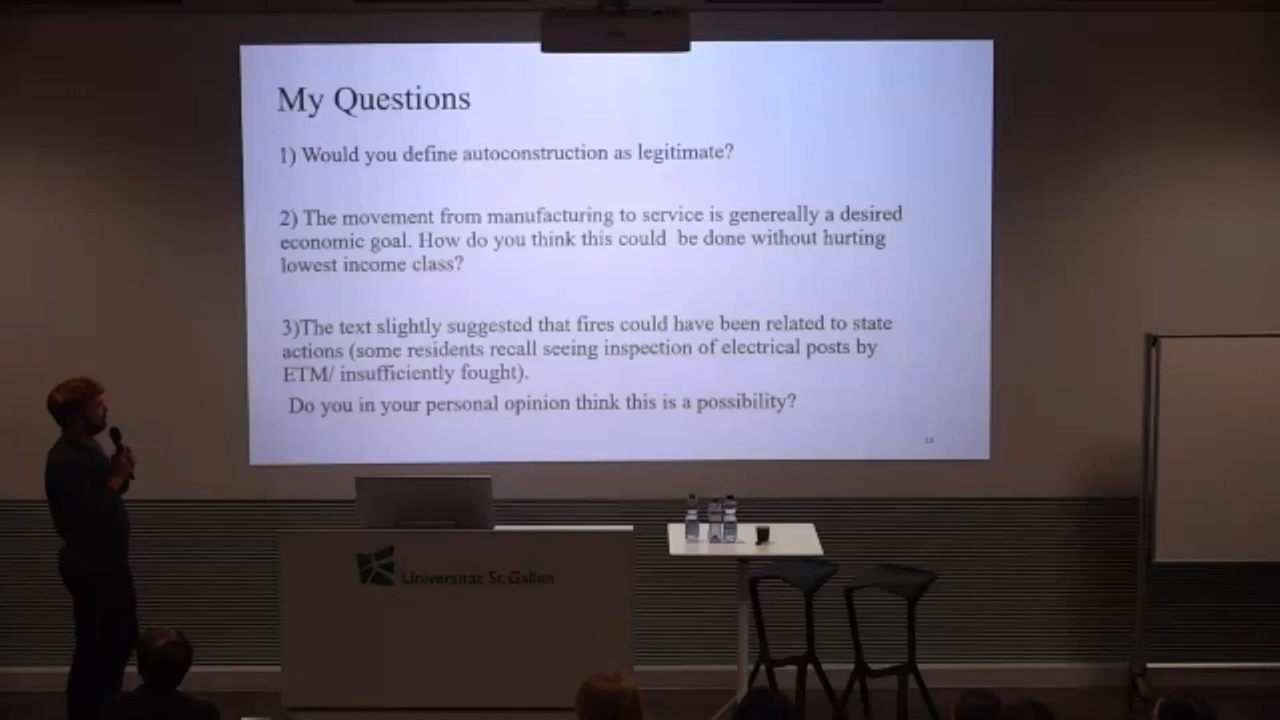 My Questions
1) Would you define autoconstruction as legitimate?
2) The movement from manufacturing to service is genereally a desired
economic goal. How do you think this could be done without hurting
lowest income class?
3)The text slightly suggested that fires could have been related to state
actions (some residents recall seeing inspection of electrical posts by
ETM/ insufficiently fought).
Do you in your personal opinion think this is a possibility?
Universität St.Gallen